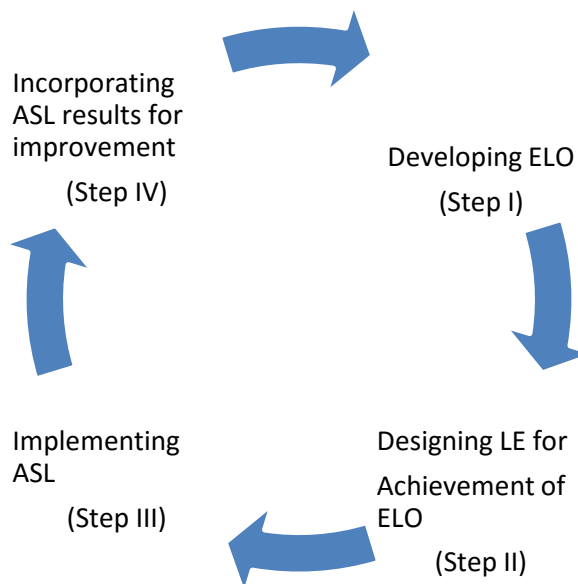 Incorporating
ASL results for
improvement
(Step IV)
Developing ELO
(Step I)
Implementing
ASL
(Step III)
Designing LE for
Achievement of
ELO
(Step II)